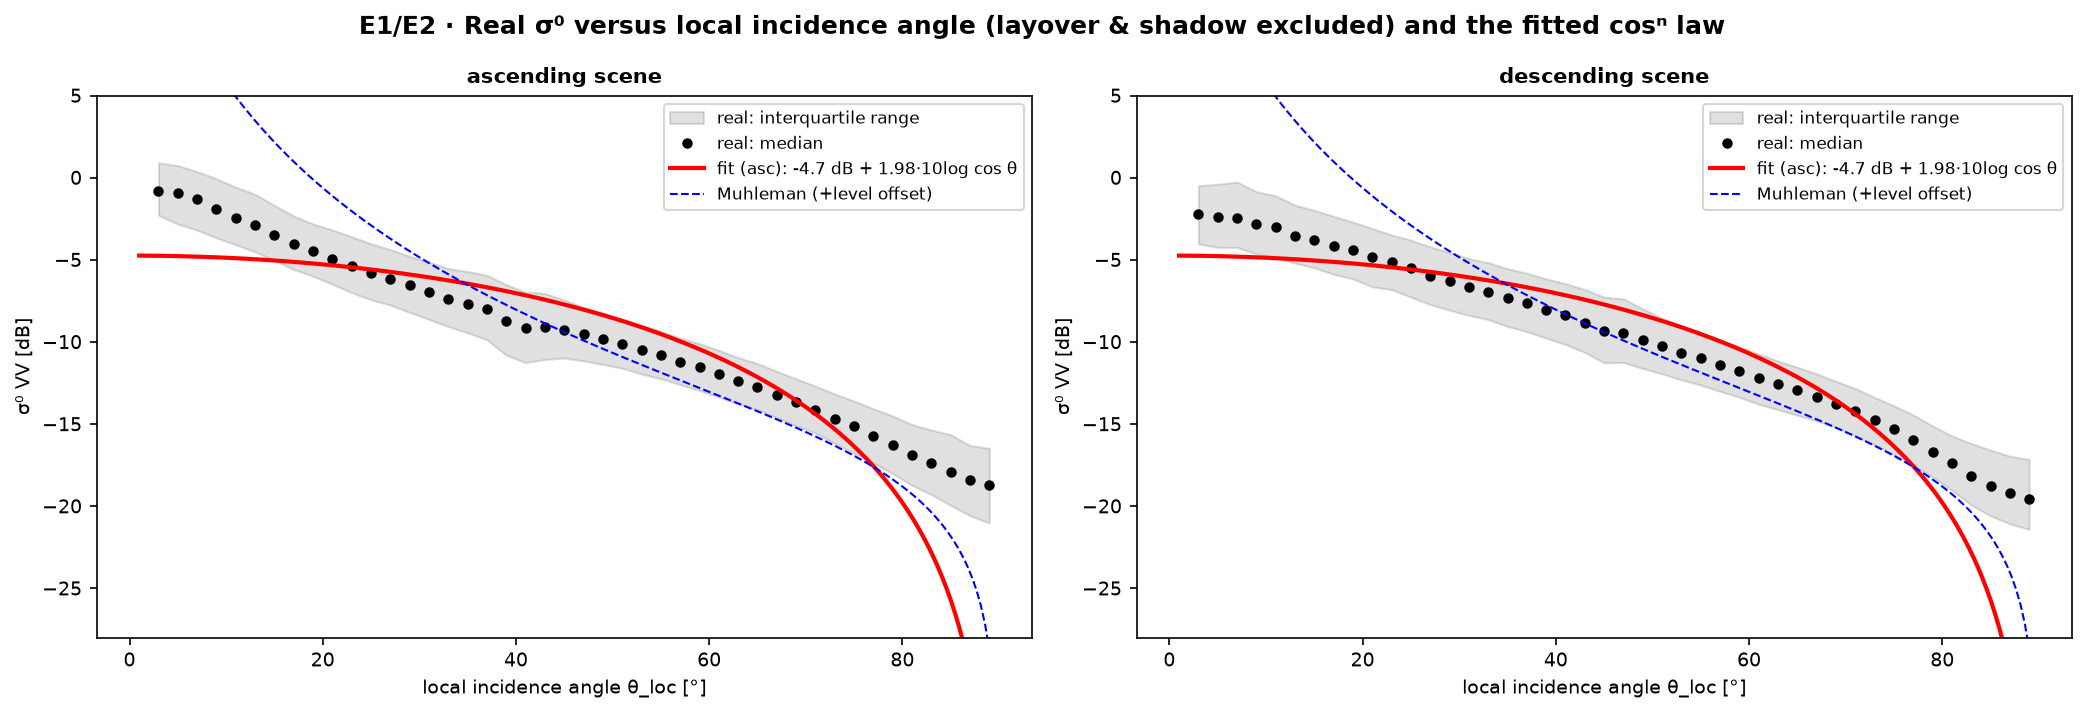 E1/E2 · Real σ⁰ versus local incidence angle (layover & shadow excluded) and the fitted cosⁿ law
ascending scene
5
0
−5
−10
−15
−20
−25
σ⁰ VV [dB]
real: interquartile range
real: median
fit (asc): -4.7 dB + 1.98·10log cos θ
Muhleman (+level offset)
0 20 40 60 80
local incidence angle θ_loc [°]
descending scene
5
0
−5
−10
−15
−20
−25
σ⁰ VV [dB]
real: interquartile range
real: median
fit (asc): -4.7 dB + 1.98·10log cos θ
Muhleman (+level offset)
0 20 40 60 80
local incidence angle θ_loc [°]